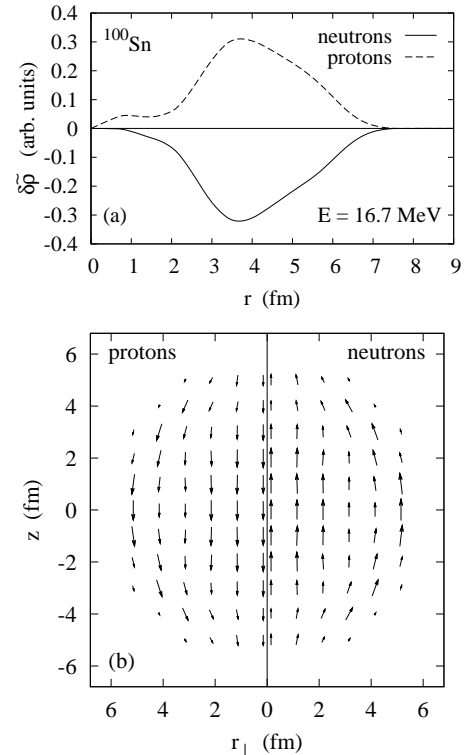 0.4
0.3
0.2
0.1
0
-0.1
-0.2
-0.3
-0.4
δρ̃ (arb. units)
¹⁰⁰Sn
neutrons
protons
(a)
E = 16.7 MeV
0 1 2 3 4 5 6 7 8 9
r (fm)
protons
neutrons
6
4
2
0
-2
-4
-6
z (fm)
(b)
6 4 2 0 2 4 6
r⊥ (fm)